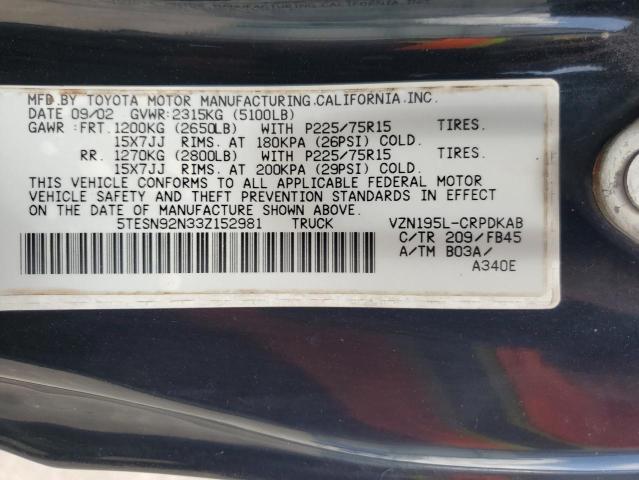 MFD.BY TOYOTA MOTOR MANUFACTURING.CALIFORNIA.INC.
DATE 09/02 GVWR:2315KG (5100LB)
GAWR :FRT.1200KG (2650LB) WITH P225/75R15 TIRES.
15X7JJ RIMS. AT 180KPA (26PSI) COLD.
RR. 1270KG (2800LB) WITH P225/75R15 TIRES.
15X7JJ RIMS. AT 200KPA (29PSI) COLD.
THIS VEHICLE CONFORMS TO ALL APPLICABLE FEDERAL MOTOR
VEHICLE SAFETY AND THEFT PREVENTION STANDARDS IN EFFECT
ON THE DATE OF MANUFACTURE SHOWN ABOVE.
5TESN92N33Z152981 TRUCK VZN195L-CRPDKAB
C/TR 209/FB45
A/TM B03A/
A340E